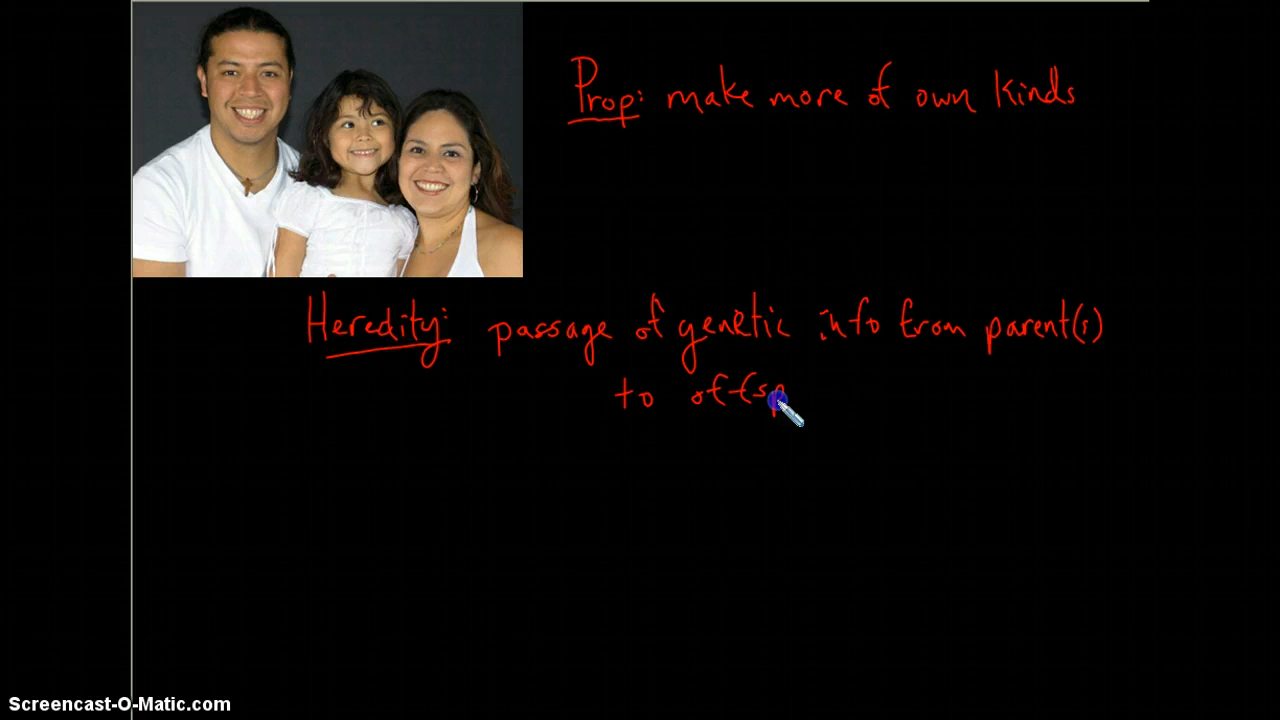 Prop: make more of own kinds
Heredity: passage of genetic info from parent(s)
to offsp
Screencast-O-Matic.com